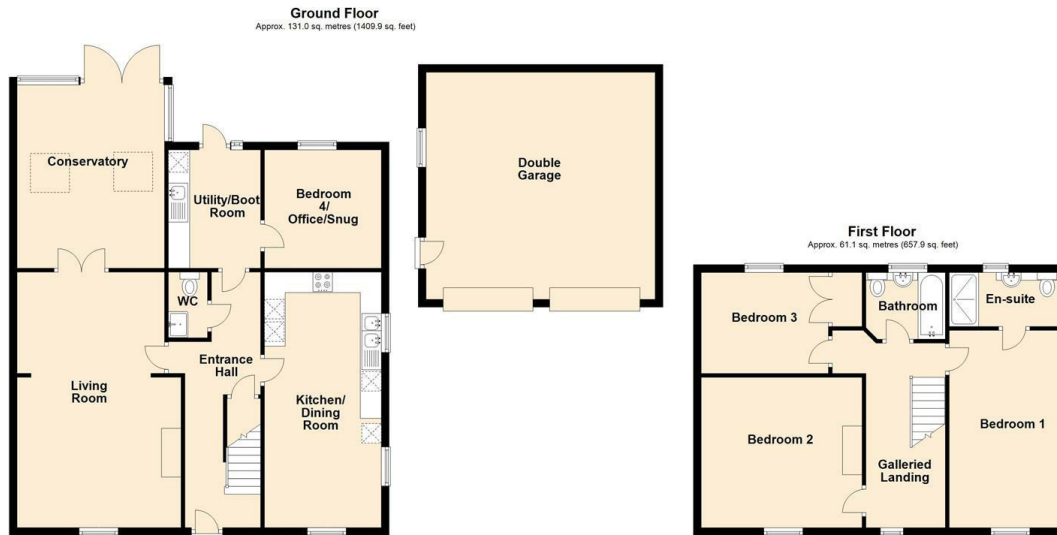 Ground Floor
Approx. 131.0 sq. metres (1409.9 sq. feet)
Conservatory
Utility/Boot
Room
Bedroom
4/
Office/Snug
WC
Entrance
Hall
Living
Room
Kitchen/
Dining
Room
Double
Garage
First Floor
Approx. 61.1 sq. metres (657.9 sq. feet)
Bedroom 3
Bathroom
En-suite
Bedroom 2
Galleried
Landing
Bedroom 1